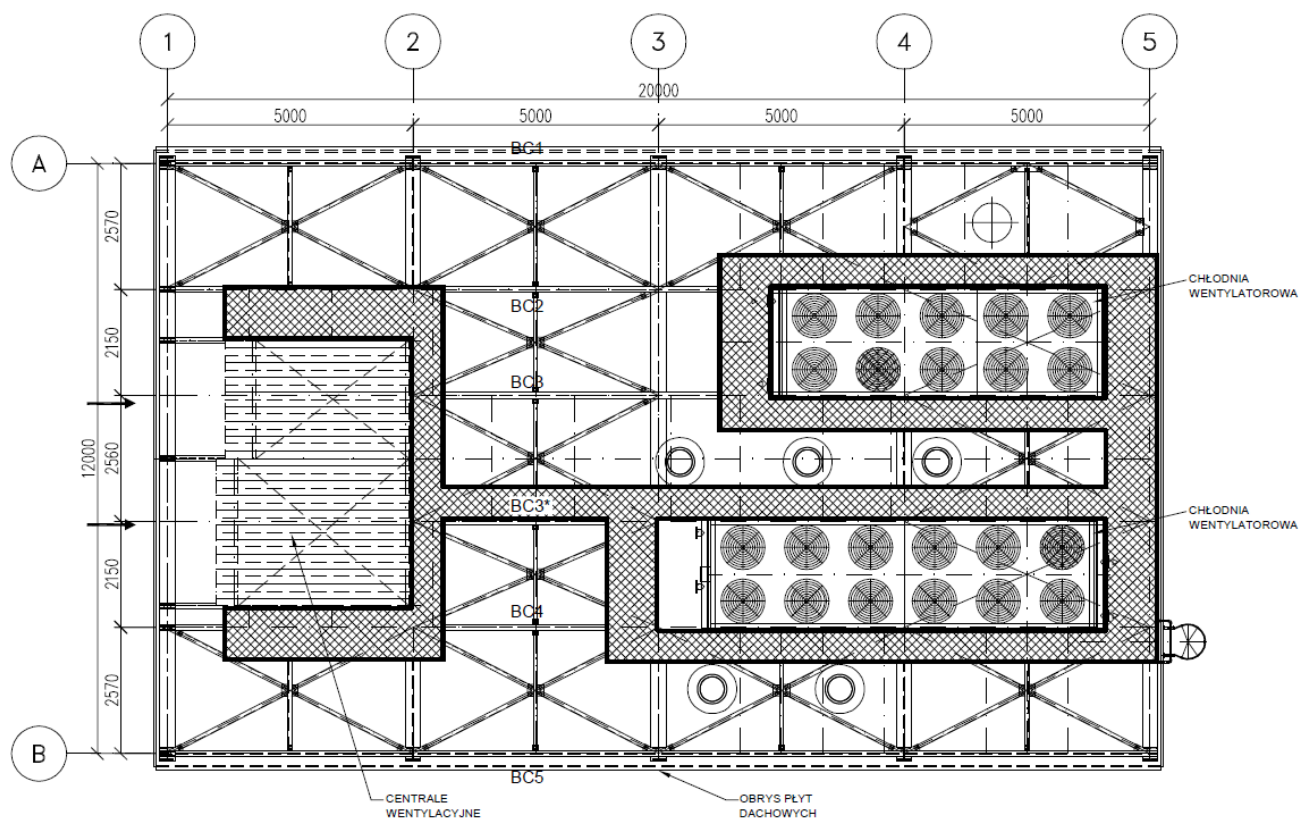 1 2 3 4 5
20000
5000 5000 5000 5000
A
BC1
2570
CHŁODNIA
WENTYLATOROWA
BC2
2150
BC3
12000
2560
BC3*
CHŁODNIA
WENTYLATOROWA
2150
BC4
2570
B
BC5
CENTRALE
WENTYLACYJNE
OBRYS PŁYT
DACHOWYCH